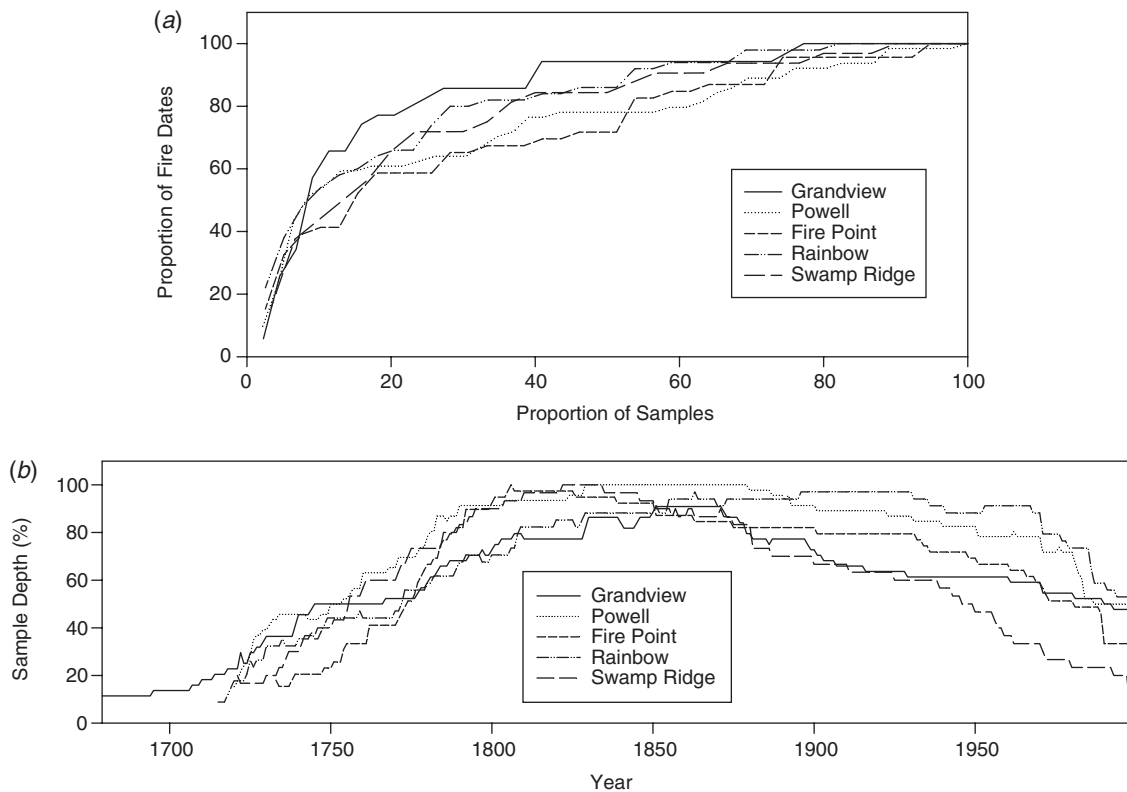 (a)
100
80
60
40
20
0
Proportion of Fire Dates
Grandview
Powell
Fire Point
Rainbow
Swamp Ridge
0 20 40 60 80 100
Proportion of Samples
(b)
100
80
60
40
20
0
Sample Depth (%)
Grandview
Powell
Fire Point
Rainbow
Swamp Ridge
1700 1750 1800 1850 1900 1950
Year